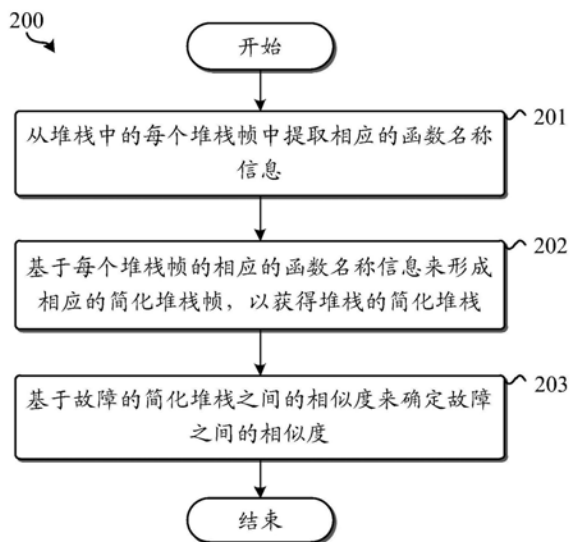 200
开始
201
从堆栈中的每个堆栈帧中提取相应的函数名称
信息
202
基于每个堆栈帧的相应的函数名称信息来形成
相应的简化堆栈帧，以获得堆栈的简化堆栈
203
基于故障的简化堆栈之间的相似度来确定故障
之间的相似度
结束